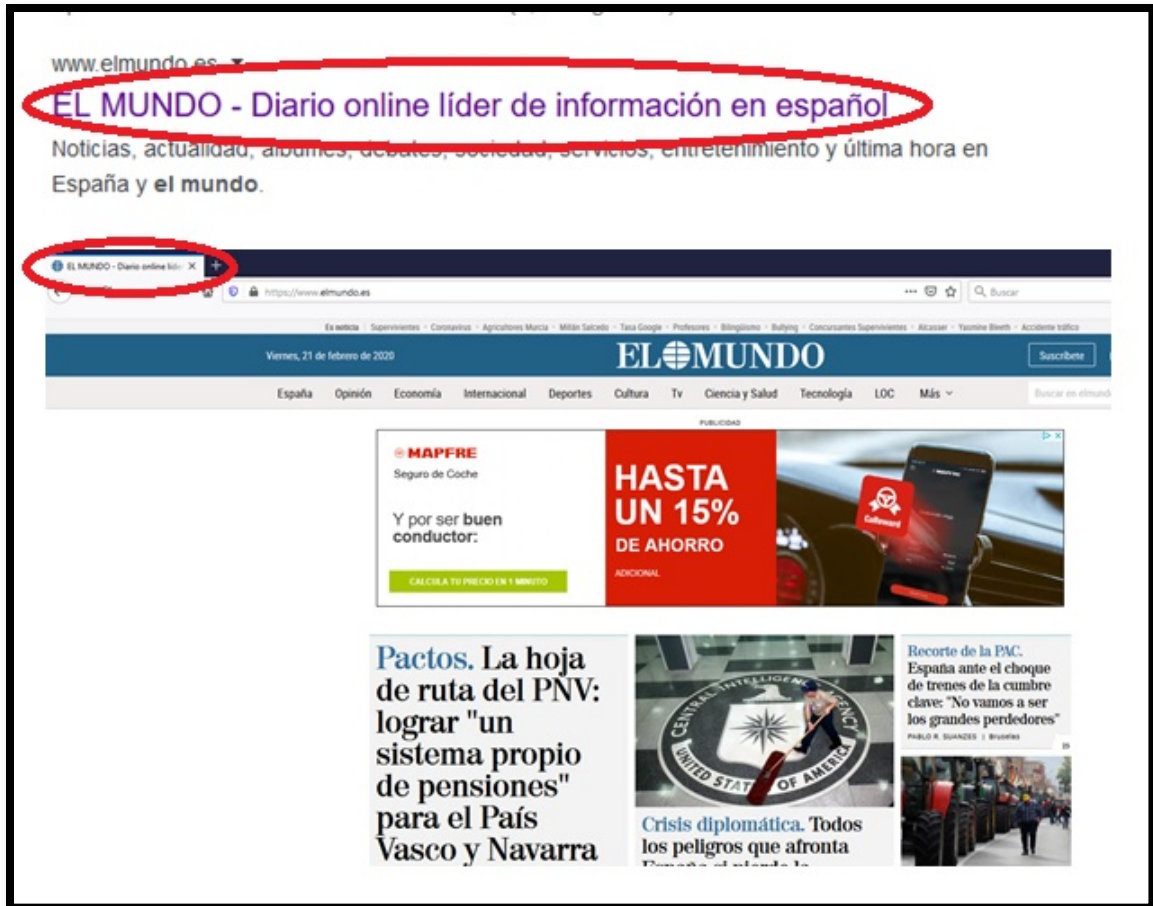 www.elmundo.es
EL MUNDO - Diario online líder de información en español
Noticias, actualidad, álbumes, debates, sociedad, servicios, entretenimiento y última hora en
España y el mundo.
EL MUNDO - Diario online líder
https://www.elmundo.es
Buscar
Es noticia Supervivientes Coronavirus Agricultores Murcia Millán Salcedo Tasa Google Profesores Bilingüismo Bullying Concursantes Supervivientes Alcasser Yasmine Bleeth Accidente tráfico
Viernes, 21 de febrero de 2020
EL MUNDO
Suscríbete
España Opinión Economía Internacional Deportes Cultura Tv Ciencia y Salud Tecnología LOC Más
Buscar en elmundo
PUBLICIDAD
MAPFRE
Seguro de Coche
Y por ser buen
conductor:
CALCULA TU PRECIO EN 1 MINUTO
HASTA
UN 15%
DE AHORRO
ADICIONAL
Pactos. La hoja
de ruta del PNV:
lograr "un
sistema propio
de pensiones"
para el País
Vasco y Navarra
CENTRAL INTELLIGENCE AGENCY
UNITED STATES OF AMERICA
Crisis diplomática. Todos
los peligros que afronta
Recorte de la PAC.
España ante el choque
de trenes de la cumbre
clave: "No vamos a ser
los grandes perdedores"
PABLO R. SUANZES | Bruselas